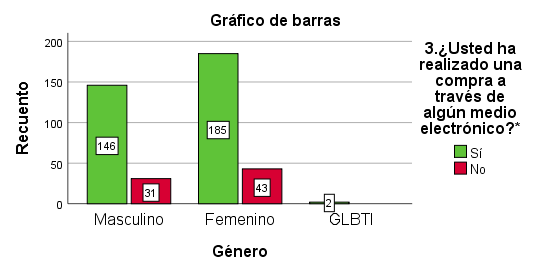 Gráfico de barras
200
150
100
50
0
Recuento
146
31
185
43
2
Masculino
Femenino
GLBTI
Género
3.¿Usted ha
realizado una
compra a
través de
algún medio
electrónico?*
Sí
No